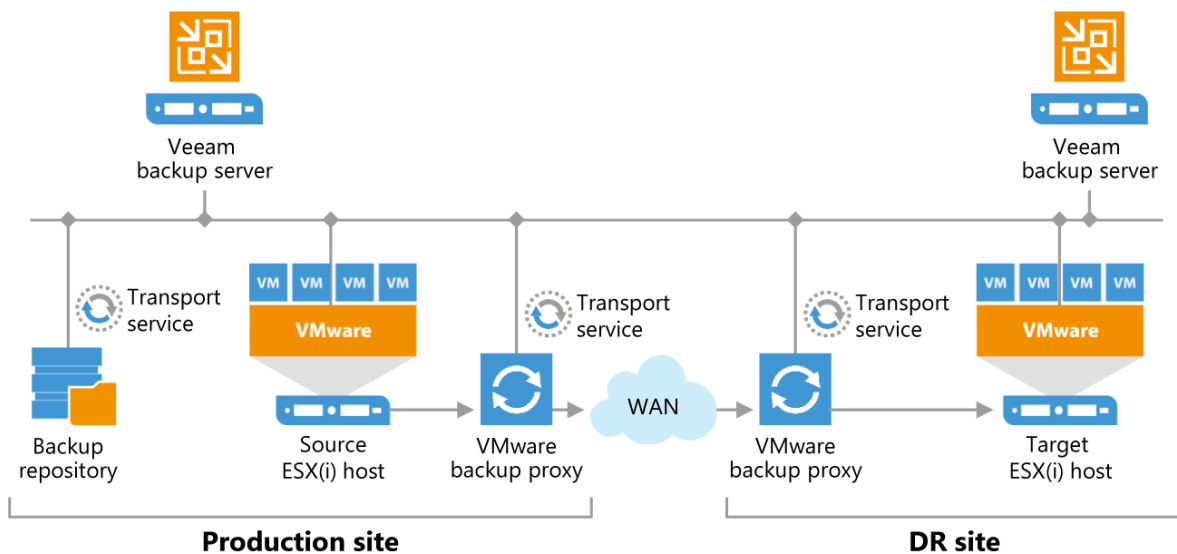 Veeam
backup server
Veeam
backup server
VM VM VM VM
VMware
Transport
service
Transport
service
Transport
service
VM VM VM VM
VMware
WAN
Backup
repository
Source
ESX(i) host
VMware
backup proxy
VMware
backup proxy
Target
ESX(i) host
Production site
DR site